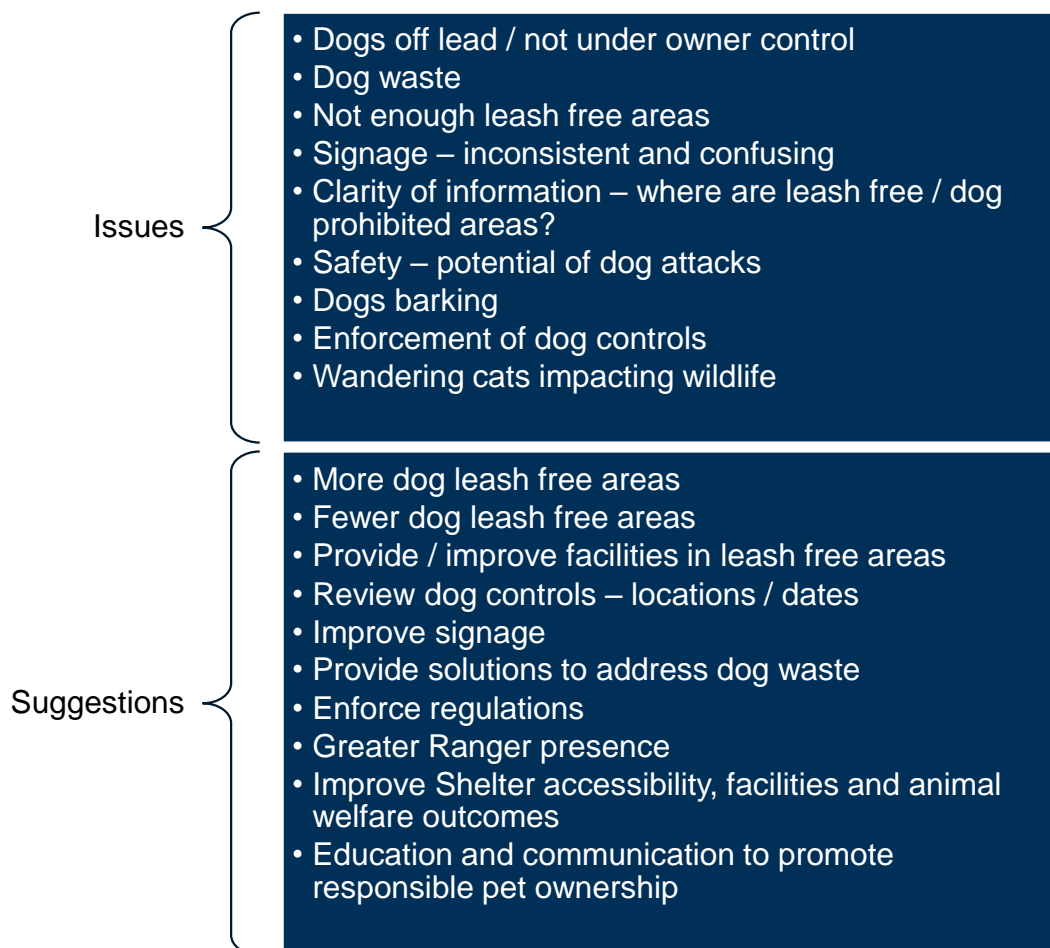 Issues
• Dogs off lead / not under owner control
• Dog waste
• Not enough leash free areas
• Signage – inconsistent and confusing
• Clarity of information – where are leash free / dog
prohibited areas?
• Safety – potential of dog attacks
• Dogs barking
• Enforcement of dog controls
• Wandering cats impacting wildlife
Suggestions
• More dog leash free areas
• Fewer dog leash free areas
• Provide / improve facilities in leash free areas
• Review dog controls – locations / dates
• Improve signage
• Provide solutions to address dog waste
• Enforce regulations
• Greater Ranger presence
• Improve Shelter accessibility, facilities and animal
welfare outcomes
• Education and communication to promote
responsible pet ownership